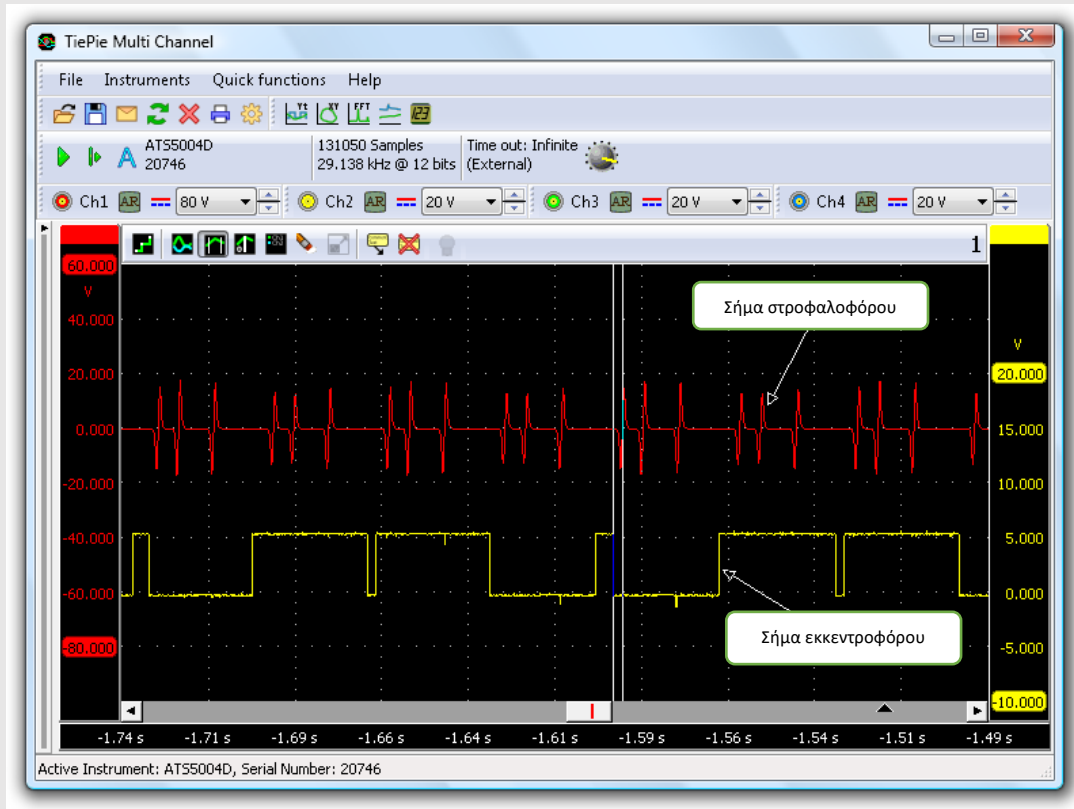 TiePie Multi Channel
File Instruments Quick functions Help
ATS5004D
20746
131050 Samples
29.138 kHz @ 12 bits
Time out: Infinite
(External)
Ch1 AR 80 V Ch2 AR 20 V Ch3 AR 20 V Ch4 AR 20 V
1
60.000
V
40.000
20.000
0.000
-20.000
-40.000
-60.000
-80.000
Σήμα στροφαλοφόρου
Σήμα εκκεντροφόρου
V
20.000
15.000
10.000
5.000
0.000
-5.000
-10.000
-1.74 s -1.71 s -1.69 s -1.66 s -1.64 s -1.61 s -1.59 s -1.56 s -1.54 s -1.51 s -1.49 s
Active Instrument: ATS5004D, Serial Number: 20746